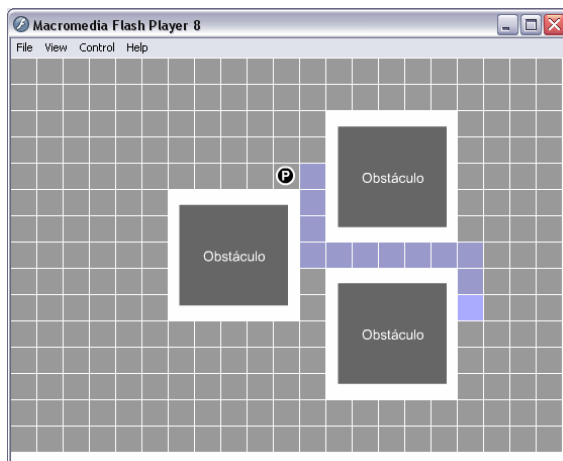 Macromedia Flash Player 8
File View Control Help
P
Obstáculo
Obstáculo
Obstáculo